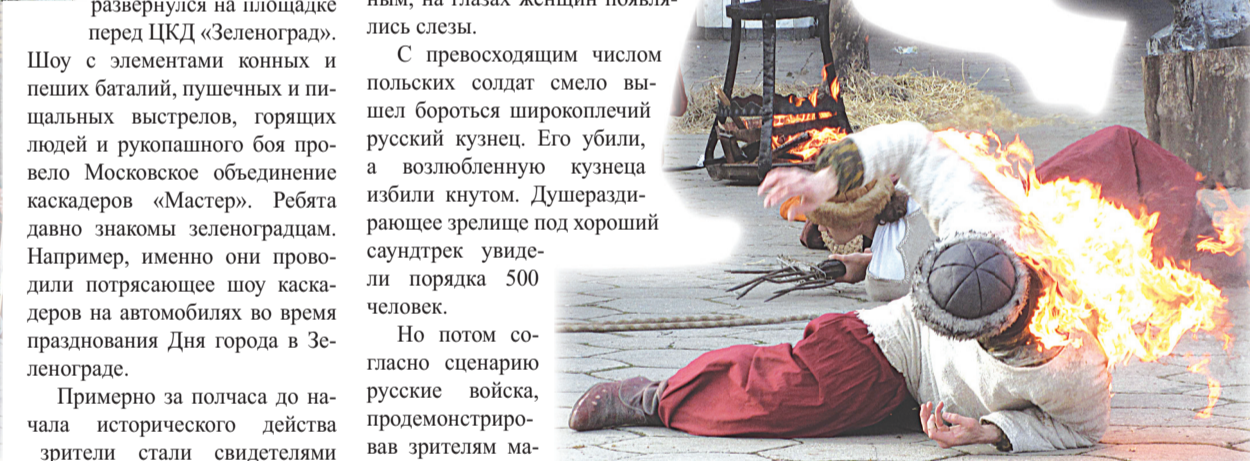 развернулся на площадке
перед ЦКД «Зеленоград».
Шоу с элементами конных и
пеших баталий, пушечных и пи-
щальных выстрелов, горящих
людей и рукопашного боя про-
вело Московское объединение
каскадеров «Мастер». Ребята
давно знакомы зеленоградцам.
Например, именно они прово-
дили потрясающее шоу каска-
деров на автомобилях во время
празднования Дня города в Зе-
ленограде.
Примерно за полчаса до на-
чала исторического действа
зрители стали свидетелями
ным, на глазах женщин появля-
лись слезы.
С превосходящим числом
польских солдат смело вы-
шел бороться широкоплечий
русский кузнец. Его убили,
а возлюбленную кузнеца
избили кнутом. Душеразди-
рающее зрелище под хороший
саундтрек увиде-
ли порядка 500
человек.
Но потом со-
гласно сценарию
русские войска,
продемонстриро-
вав зрителям ма-